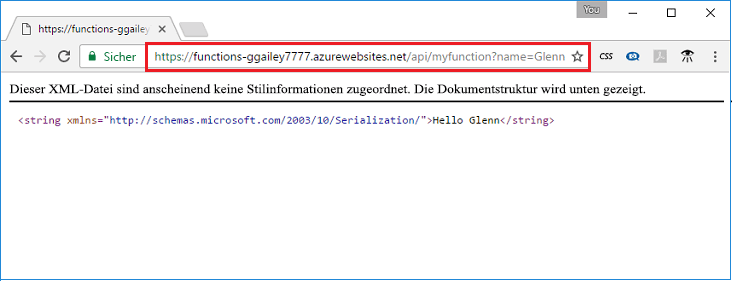 You
https://functions-ggailey
Sicher
https://functions-ggailey7777.azurewebsites.net/api/myfunction?name=Glenn
CSS
Dieser XML-Datei sind anscheinend keine Stilinformationen zugeordnet. Die Dokumentstruktur wird unten gezeigt.
<string xmlns="http://schemas.microsoft.com/2003/10/Serialization/">Hello Glenn</string>